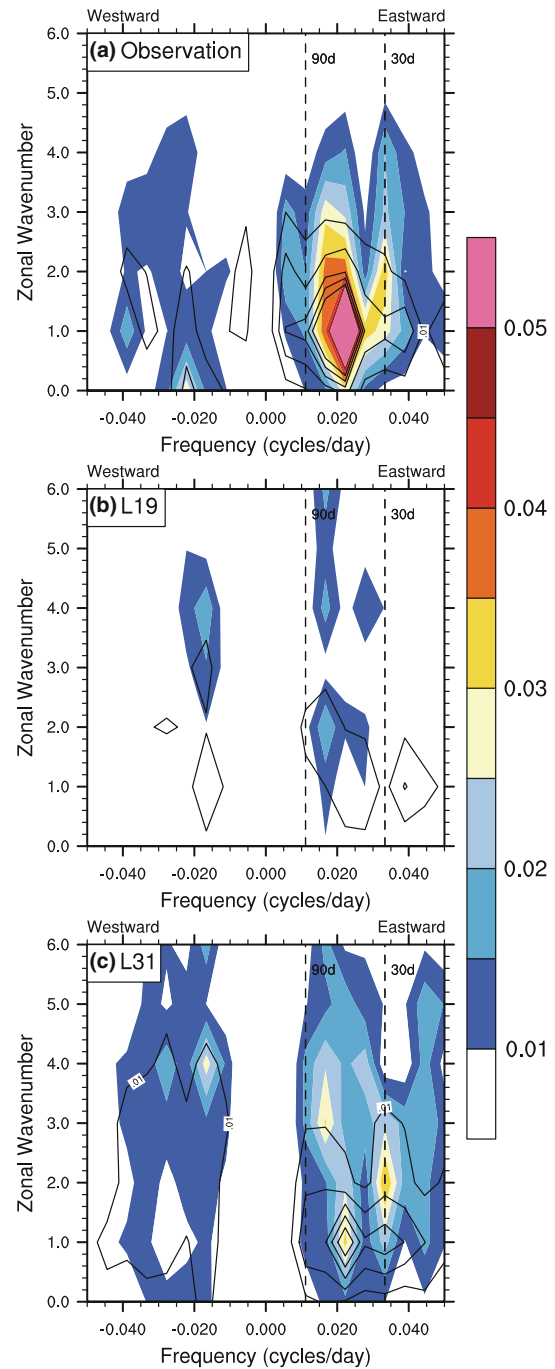 Westward Eastward
(a) Observation
90d 30d
6.0
5.0
4.0
3.0
2.0
1.0
0.0
Zonal Wavenumber
.01
-0.040 -0.020 0.000 0.020 0.040
Frequency (cycles/day)
Westward Eastward
(b) L19
90d 30d
6.0
5.0
4.0
3.0
2.0
1.0
0.0
Zonal Wavenumber
-0.040 -0.020 0.000 0.020 0.040
Frequency (cycles/day)
Westward Eastward
(c) L31
90d 30d
6.0
5.0
4.0
3.0
2.0
1.0
0.0
Zonal Wavenumber
.01
.01
.01
-0.040 -0.020 0.000 0.020 0.040
Frequency (cycles/day)
0.05
0.04
0.03
0.02
0.01